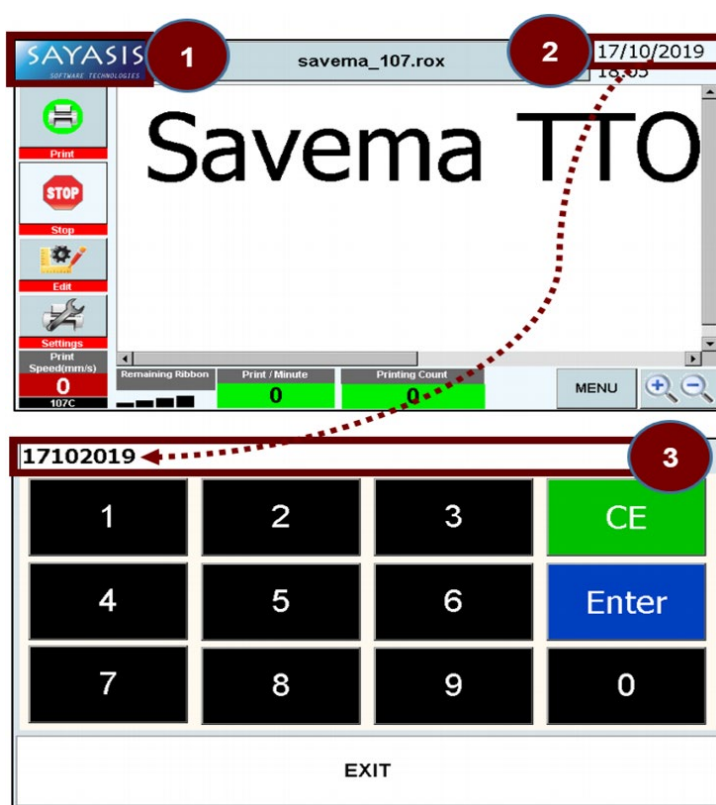 SAYASIS
SOFTWARE TECHNOLOGIES
1
savema_107.rox
2
17/10/2019
18:05
Savema TTO
Print
STOP
Stop
Edit
Settings
Print
Speed(mm/s)
0
107C
Remaining Ribbon
Print / Minute
0
Printing Count
0
MENU
17102019
3
1 2 3 CE
4 5 6 Enter
7 8 9 0
EXIT